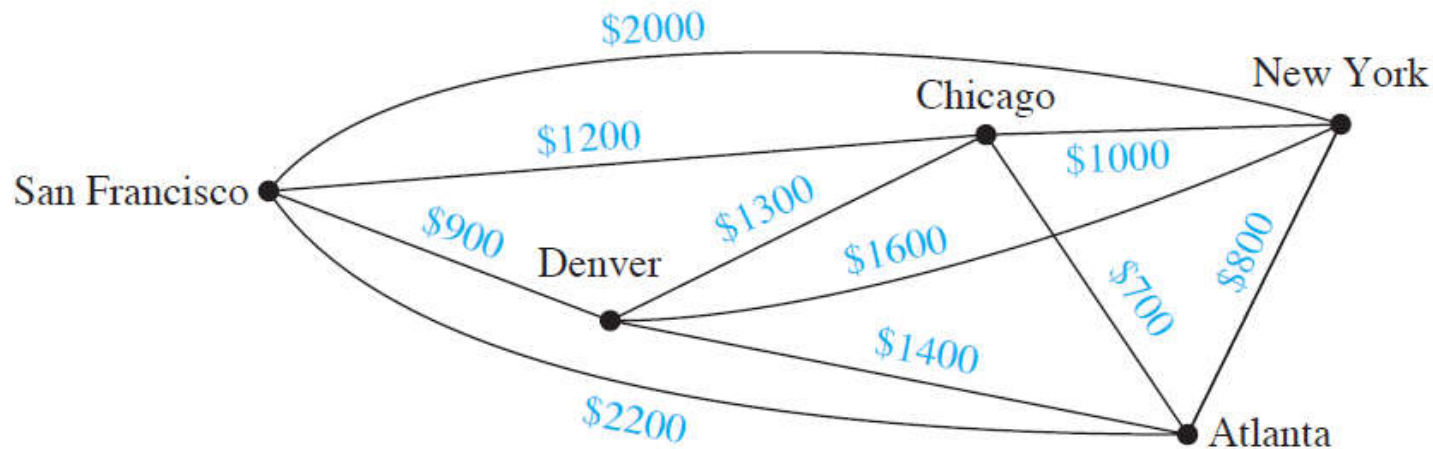 $2000
New York
Chicago
$1200
$1000
San Francisco
$900
$1300
Denver
$1600
$800
$700
$1400
$2200
Atlanta